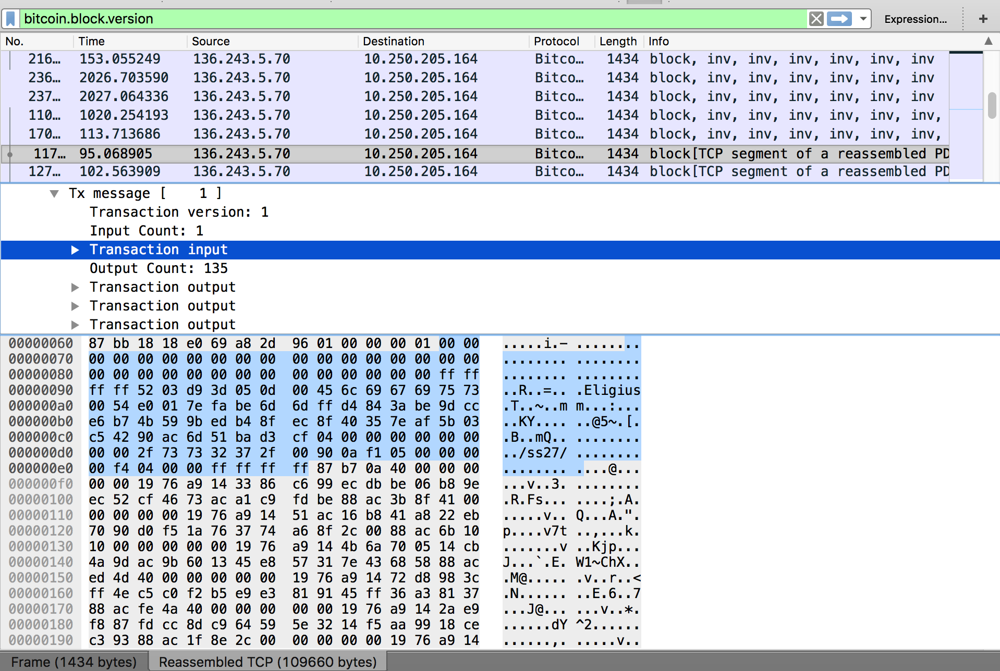 bitcoin.block.version Expression… +
No. Time Source Destination Protocol Length Info
216… 153.055249 136.243.5.70 10.250.205.164 Bitco… 1434 block, inv, inv, inv, inv, inv, inv
236… 2026.703590 136.243.5.70 10.250.205.164 Bitco… 1434 block, inv, inv, inv, inv, inv, inv
237… 2027.064336 136.243.5.70 10.250.205.164 Bitco… 1434 block, inv, inv, inv, inv, inv, inv
110… 1020.254193 136.243.5.70 10.250.205.164 Bitco… 1434 block, inv, inv, inv, inv, inv, inv,
170… 113.713686 136.243.5.70 10.250.205.164 Bitco… 1434 block, inv, inv, inv, inv, inv, inv,
117… 95.068905 136.243.5.70 10.250.205.164 Bitco… 1434 block[TCP segment of a reassembled PD
127… 102.563909 136.243.5.70 10.250.205.164 Bitco… 1434 block[TCP segment of a reassembled PD
Tx message [ 1 ]
Transaction version: 1
Input Count: 1
Transaction input
Output Count: 135
Transaction output
Transaction output
Transaction output
00000060 87 bb 18 18 e0 69 a8 2d 96 01 00 00 00 01 00 00 .....i.- ........
00000070 00 00 00 00 00 00 00 00 00 00 00 00 00 00 00 00 ........ ........
00000080 00 00 00 00 00 00 00 00 00 00 00 00 00 00 ff ff ........ ........
00000090 ff ff 52 03 d9 3d 05 0d 00 45 6c 69 67 69 75 73 ..R..=.. .Eligius
000000a0 00 54 e0 01 7e fa be 6d 6d ff d4 84 3a be 9d cc .T..~..m m...:...
000000b0 e6 b7 4b 59 9b ed b4 8f ec 8f 40 35 7e af 5b 03 ..KY.... ..@5~.[.
000000c0 c5 42 90 ac 6d 51 ba d3 cf 04 00 00 00 00 00 00 .B..mQ.. ........
000000d0 00 00 2f 73 73 32 37 2f 00 90 0a f1 05 00 00 00 ../ss27/ ........
000000e0 00 f4 04 00 00 ff ff ff ff 87 b7 0a 40 00 00 00 ........ ....@...
000000f0 00 00 19 76 a9 14 33 86 c6 99 ec db be 06 b8 9e ...v..3. ........
00000100 ec 52 cf 46 73 ac a1 c9 fd be 88 ac 3b 8f 41 00 .R.Fs... ....;.A.
00000110 00 00 00 00 19 76 a9 14 51 ac 16 b8 41 a8 22 eb .....v.. Q...A.".
00000120 70 90 d0 f5 1a 76 37 74 a6 8f 2c 00 88 ac 6b 10 p....v7t ..,...k.
00000130 10 00 00 00 00 00 19 76 a9 14 4b 6a 70 05 14 cb .......v ..Kjp...
00000140 4a 9d ac 9b 60 13 45 e8 57 31 7e 43 68 58 88 ac J...`.E. W1~ChX..
00000150 ed 4d 40 00 00 00 00 00 19 76 a9 14 72 d8 98 3c .M@..... .v..r..<
00000160 ff 4e c5 c0 f2 b5 e9 e3 81 91 45 ff 36 a3 81 37 .N...... ..E.6..7
00000170 88 ac fe 4a 40 00 00 00 00 00 19 76 a9 14 2a e9 ...J@... ...v..*.
00000180 f8 87 fd cc 8d c9 64 59 5e 32 14 f5 aa 99 18 ce ......dY ^2......
00000190 c3 93 88 ac 1f 8e 2c 00 00 00 00 00 19 76 a9 14 ......,. .....v..
Frame (1434 bytes) Reassembled TCP (109660 bytes)